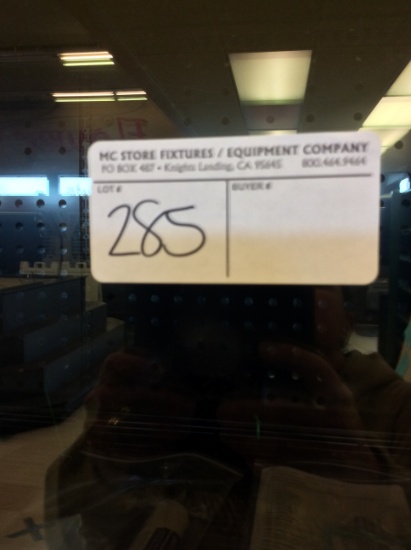 MC STORE FIXTURES / EQUIPMENT COMPANY
PO BOX 487 • Knights Landing, CA 95645 800.464.9464
LOT # BUYER #
285